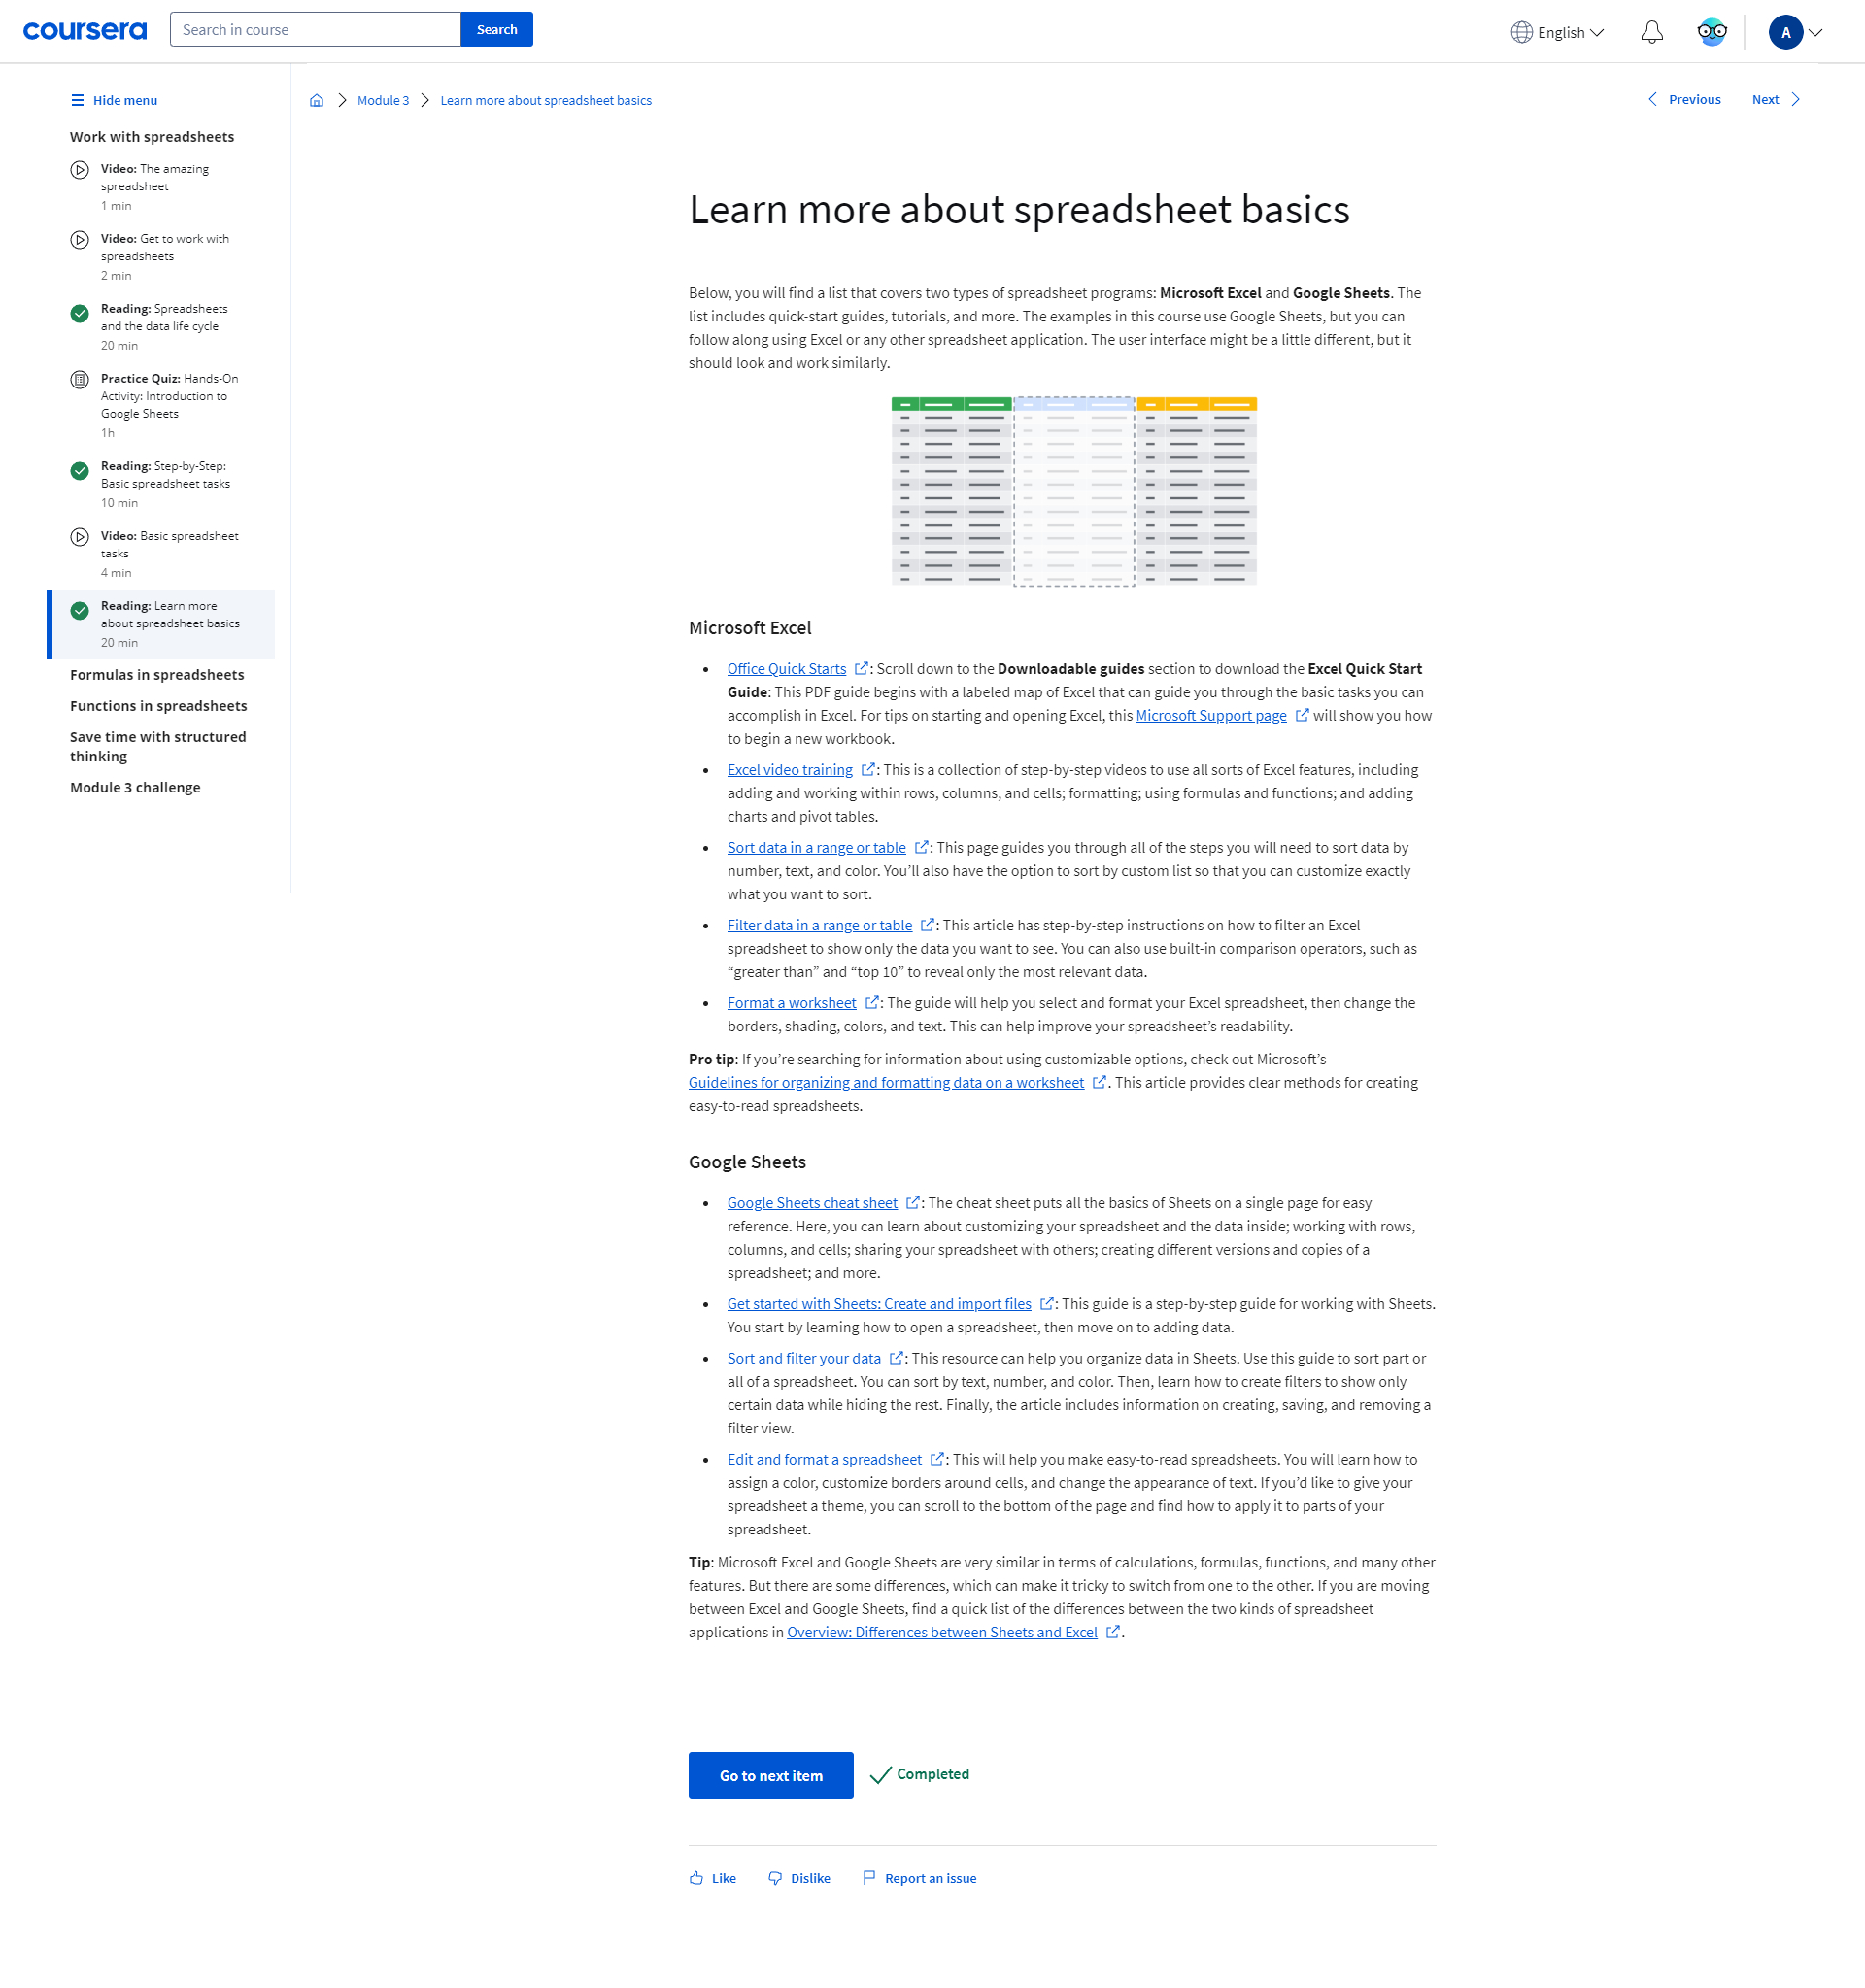 coursera
Search in course
Search
English
A
Hide menu
Work with spreadsheets
Video: The amazing
spreadsheet
1 min
Video: Get to work with
spreadsheets
2 min
Reading: Spreadsheets
and the data life cycle
20 min
Practice Quiz: Hands-On
Activity: Introduction to
Google Sheets
1h
Reading: Step-by-Step:
Basic spreadsheet tasks
10 min
Video: Basic spreadsheet
tasks
4 min
Reading: Learn more
about spreadsheet basics
20 min
Formulas in spreadsheets
Functions in spreadsheets
Save time with structured
thinking
Module 3 challenge
Module 3
Learn more about spreadsheet basics
Previous
Next
Learn more about spreadsheet basics
Below, you will find a list that covers two types of spreadsheet programs: Microsoft Excel and Google Sheets. The
list includes quick-start guides, tutorials, and more. The examples in this course use Google Sheets, but you can
follow along using Excel or any other spreadsheet application. The user interface might be a little different, but it
should look and work similarly.
Microsoft Excel
• Office Quick Starts : Scroll down to the Downloadable guides section to download the Excel Quick Start
Guide: This PDF guide begins with a labeled map of Excel that can guide you through the basic tasks you can
accomplish in Excel. For tips on starting and opening Excel, this Microsoft Support page will show you how
to begin a new workbook.
• Excel video training : This is a collection of step-by-step videos to use all sorts of Excel features, including
adding and working within rows, columns, and cells; formatting; using formulas and functions; and adding
charts and pivot tables.
• Sort data in a range or table : This page guides you through all of the steps you will need to sort data by
number, text, and color. You’ll also have the option to sort by custom list so that you can customize exactly
what you want to sort.
• Filter data in a range or table : This article has step-by-step instructions on how to filter an Excel
spreadsheet to show only the data you want to see. You can also use built-in comparison operators, such as
“greater than” and “top 10” to reveal only the most relevant data.
• Format a worksheet : The guide will help you select and format your Excel spreadsheet, then change the
borders, shading, colors, and text. This can help improve your spreadsheet’s readability.
Pro tip: If you’re searching for information about using customizable options, check out Microsoft’s
Guidelines for organizing and formatting data on a worksheet . This article provides clear methods for creating
easy-to-read spreadsheets.
Google Sheets
• Google Sheets cheat sheet : The cheat sheet puts all the basics of Sheets on a single page for easy
reference. Here, you can learn about customizing your spreadsheet and the data inside; working with rows,
columns, and cells; sharing your spreadsheet with others; creating different versions and copies of a
spreadsheet; and more.
• Get started with Sheets: Create and import files : This guide is a step-by-step guide for working with Sheets.
You start by learning how to open a spreadsheet, then move on to adding data.
• Sort and filter your data : This resource can help you organize data in Sheets. Use this guide to sort part or
all of a spreadsheet. You can sort by text, number, and color. Then, learn how to create filters to show only
certain data while hiding the rest. Finally, the article includes information on creating, saving, and removing a
filter view.
• Edit and format a spreadsheet : This will help you make easy-to-read spreadsheets. You will learn how to
assign a color, customize borders around cells, and change the appearance of text. If you’d like to give your
spreadsheet a theme, you can scroll to the bottom of the page and find how to apply it to parts of your
spreadsheet.
Tip: Microsoft Excel and Google Sheets are very similar in terms of calculations, formulas, functions, and many other
features. But there are some differences, which can make it tricky to switch from one to the other. If you are moving
between Excel and Google Sheets, find a quick list of the differences between the two kinds of spreadsheet
applications in Overview: Differences between Sheets and Excel .
Go to next item
Completed
Like
Dislike
Report an issue